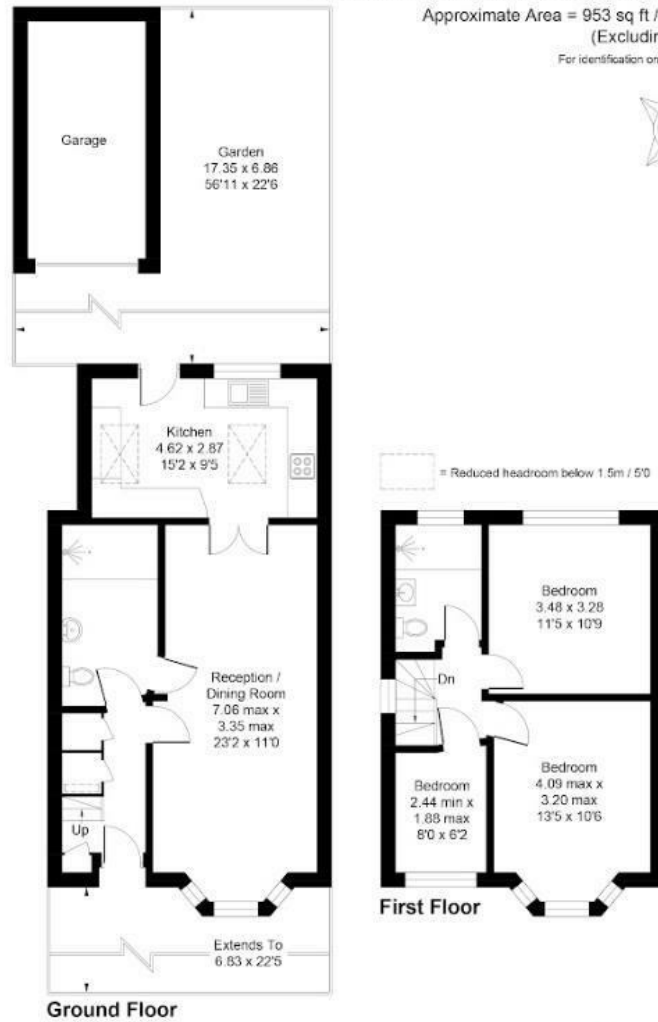 Approximate Area = 953 sq ft /
(Excludin
For identification on
Garage
Garden
17.35 x 6.86
56'11 x 22'6
Kitchen
4.62 x 2.87
15'2 x 9'5
= Reduced headroom below 1.5m / 5'0
Reception /
Dining Room
7.06 max x
3.35 max
23'2 x 11'0
Up
Extends To
6.83 x 22'5
Ground Floor
Bedroom
3.48 x 3.28
11'5 x 10'9
Dn
Bedroom
2.44 min x
1.88 max
8'0 x 6'2
Bedroom
4.09 max x
3.20 max
13'5 x 10'6
First Floor